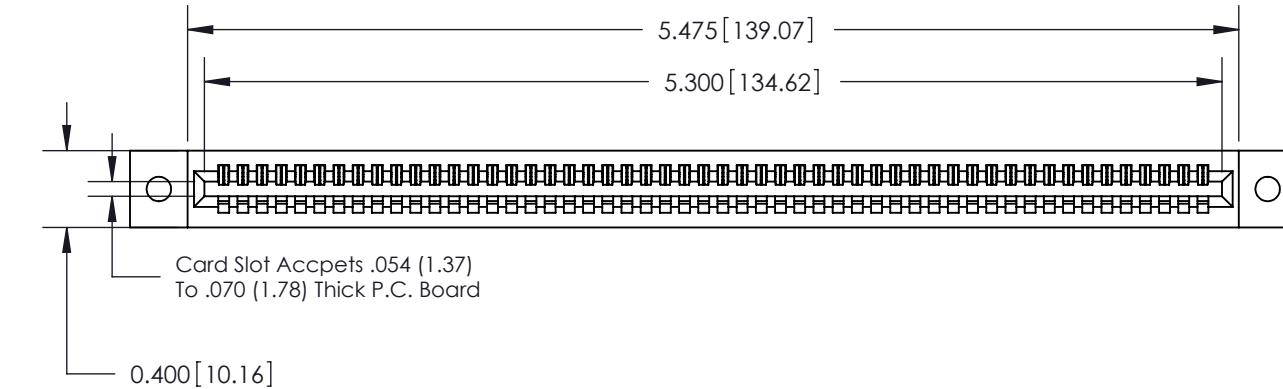 5.475[139.07]
5.300[134.62]
Card Slot Accpets .054 (1.37)
To .070 (1.78) Thick P.C. Board
0.400[10.16]